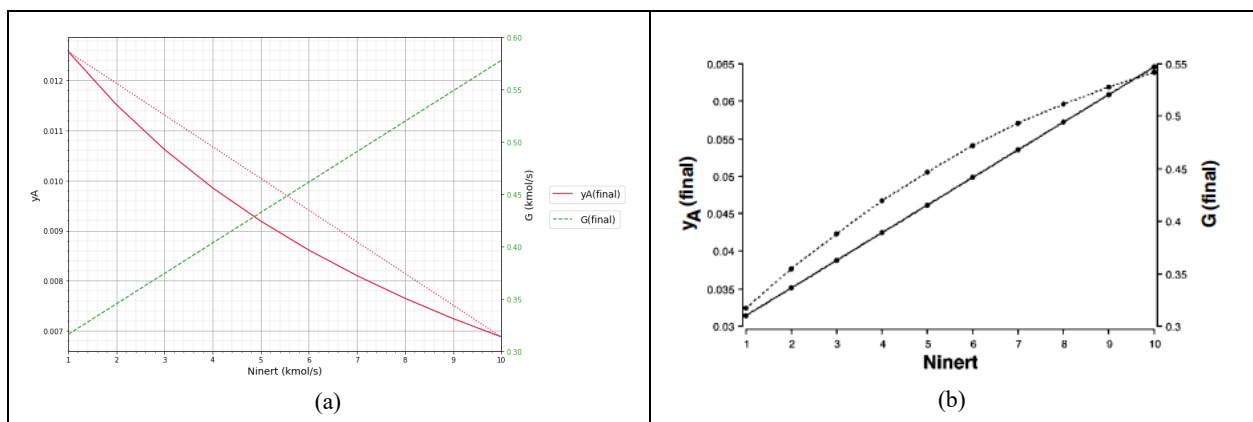 0.012
0.011
0.010
0.009
0.008
0.007
yA
1 2 3 4 5 6 7 8 9 10
Ninert (kmol/s)
0.60
0.55
0.50
0.45
0.40
0.35
0.30
G (kmol/s)
yA(final)
G(final)
(a)
0.065
0.06
0.055
0.05
0.045
0.04
0.035
0.03
yA (final)
1 2 3 4 5 6 7 8 9 10
Ninert
0.55
0.5
0.45
0.4
0.35
0.3
G (final)
(b)